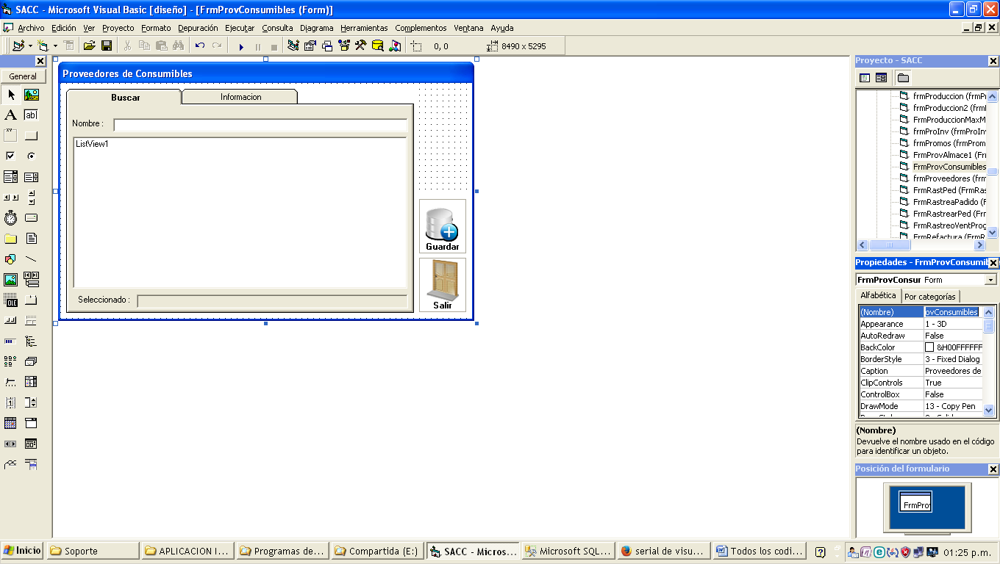 SACC - Microsoft Visual Basic [diseño] - [FrmProvConsumibles (Form)]
Archivo Edición Ver Proyecto Formato Depuración Ejecutar Consulta Diagrama Herramientas Complementos Ventana Ayuda
0, 0 8490 x 5295
General
Proveedores de Consumibles
Buscar Informacion
Nombre :
ListView1
Seleccionado :
Guardar
Salir
Proyecto - SACC
frmProduccion (frmPr
frmProduccion2 (frmI
FrmProduccionMaxM
frmProInv (frmProInv
frmPromos (frmProm
FrmProvAlmace1 (Frr
FrmProvConsumibles
frmProveedores (frm
FrmRastPed (FrmRas
FrmRastreaPadido (F
FrmRastrearPed (Frr
FrmRastreoVentProg
FrmRefactura (FrmR
Propiedades - FrmProvConsumib
FrmProvConsur Form
Alfabética Por categorías
(Nombre) ovConsumibles
Appearance 1 - 3D
AutoRedraw False
BackColor &H00FFFFFF
BorderStyle 3 - Fixed Dialog
Caption Proveedores de
ClipControls True
ControlBox False
DrawMode 13 - Copy Pen
(Nombre)
Devuelve el nombre usado en el código
para identificar un objeto.
Posición del formulario
FrmProv
Inicio Soporte APLICACION I... Programas de... Compartida (E:) SACC - Micros... Microsoft SQL... serial de visu... Todos los codi... 01:25 p.m.